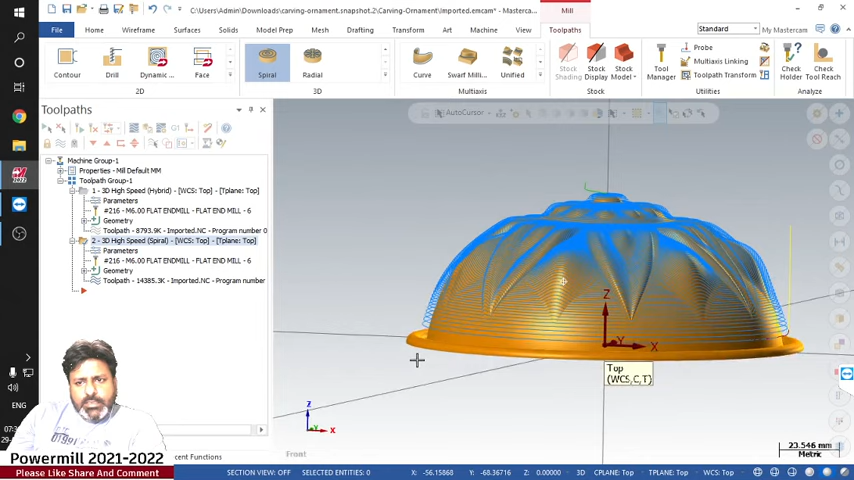 C:\Users\Admin\Downloads\carving-ornament.snapshot.2\Carving-Ornament\Imported.emcam* - Mastercam...
Mill
Standard
File Home Wireframe Surfaces Solids Model Prep Mesh Drafting Transform Art Machine View Toolpaths My Mastercam
Contour Drill Dynamic ... Face Spiral Radial Curve Swarf Milli... Unified Stock Shading Stock Display Stock Model Tool Manager Probe Multiaxis Linking Toolpath Transform Check Holder Check Tool Reach
2D 3D Multiaxis Stock Utilities Analyze
Toolpaths
AutoCursor
Machine Group-1
Properties - Mill Default MM
Toolpath Group-1
1 - 3D High Speed (Hybrid) - [WCS: Top] - [Tplane: Top]
Parameters
#216 - M6.00 FLAT ENDMILL - FLAT END MILL - 6
Geometry
Toolpath - 8793.9K - Imported.NC - Program number 0
2 - 3D High Speed (Spiral) - [WCS: Top] - [Tplane: Top]
Parameters
#216 - M6.00 FLAT ENDMILL - FLAT END MILL - 6
Geometry
Toolpath - 14385.3K - Imported.NC - Program number
Z
Y
X
Top
(WCS,C,T)
Z
Y
X
ENG
23.546 mm
Metric
Front
Powermill 2021-2022
cent Functions
Please Like Share And Comment
SECTION VIEW: OFF SELECTED ENTITIES: 0 X: -56.15868 Y: -68.36716 Z: 0.00000 3D CPLANE: Top TPLANE: Top WCS: Top